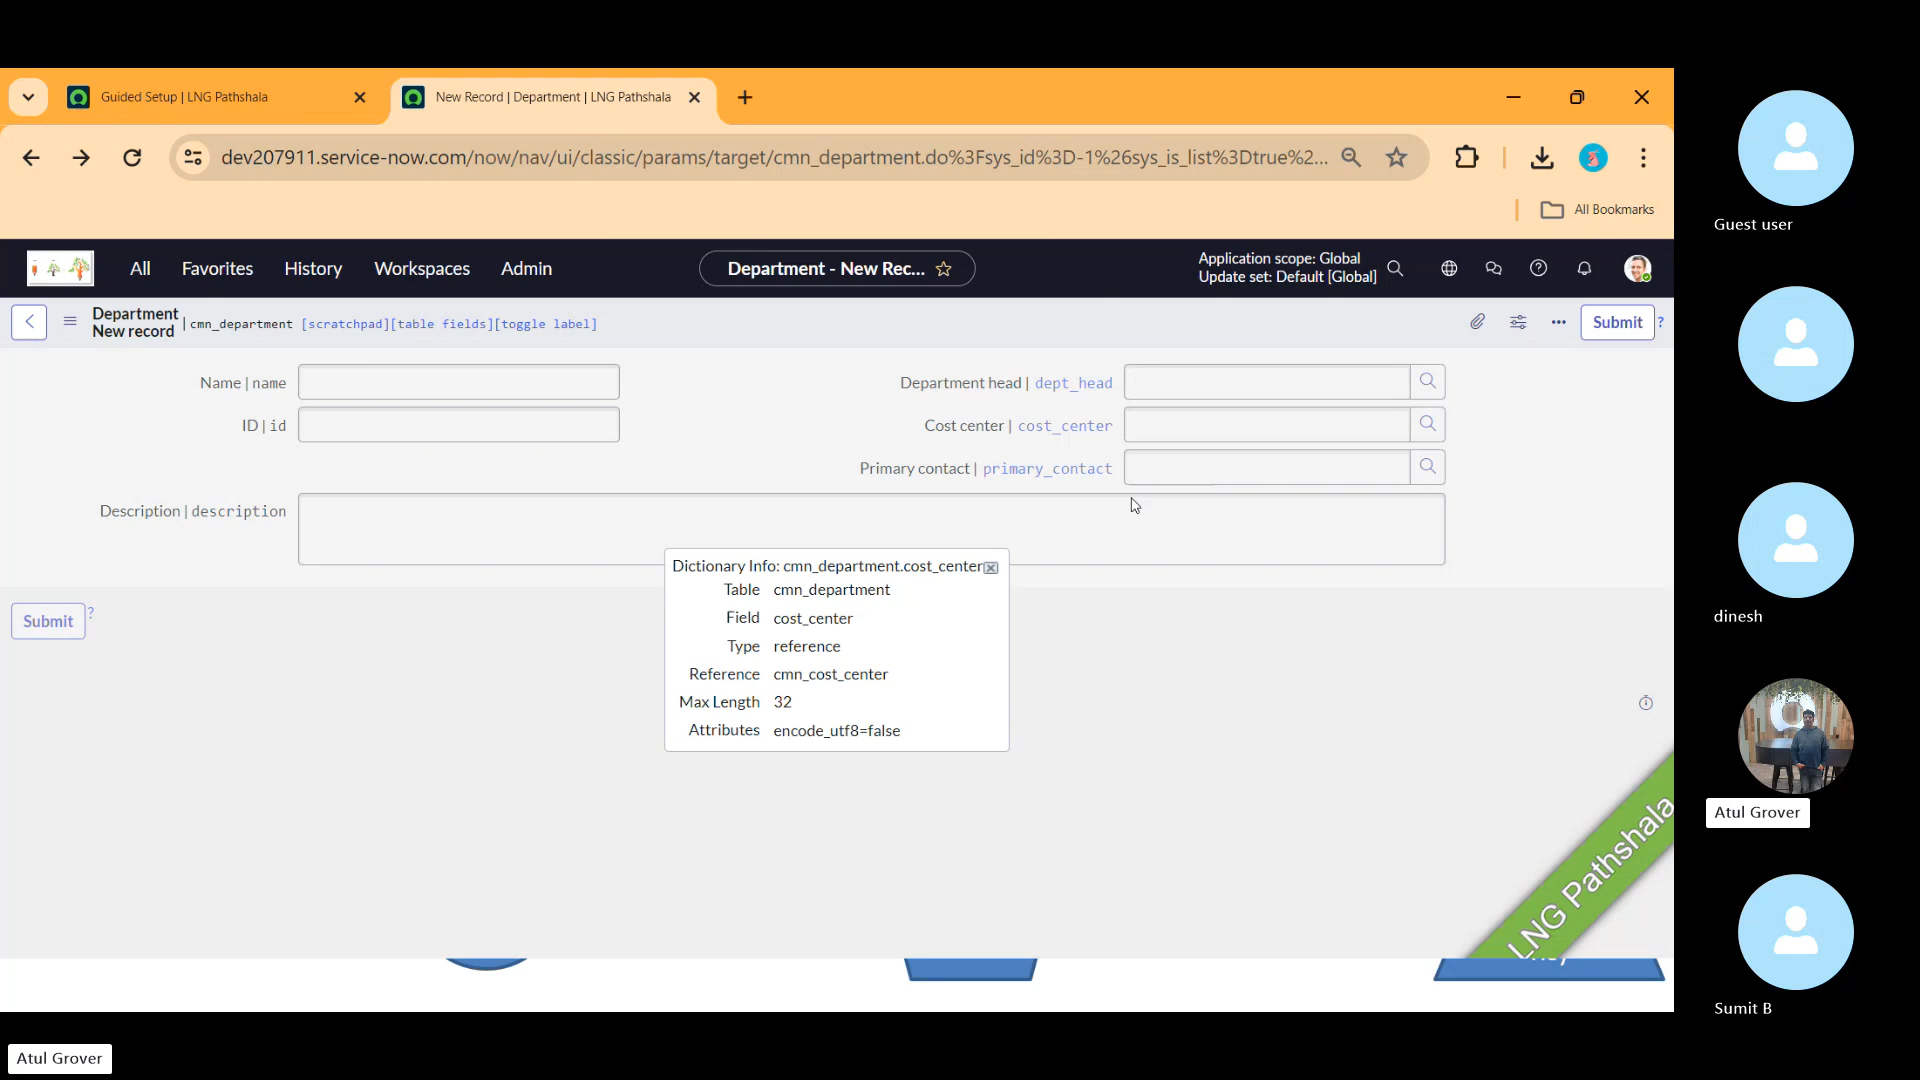 Guided Setup | LNG Pathshala
New Record | Department | LNG Pathshala
dev207911.service-now.com/now/nav/ui/classic/params/target/cmn_department.do%3Fsys_id%3D-1%26sys_is_list%3Dtrue%2...
All Bookmarks
All
Favorites
History
Workspaces
Admin
Department - New Rec...
Application scope: Global
Update set: Default [Global]
Department
New record
| cmn_department [scratchpad][table fields][toggle label]
Submit
?
Name | name
Department head | dept_head
ID | id
Cost center | cost_center
Primary contact | primary_contact
Description | description
Dictionary Info: cmn_department.cost_center
Table cmn_department
Field cost_center
Type reference
Reference cmn_cost_center
Max Length 32
Attributes encode_utf8=false
Submit
?
LNG Pathshala
Guest user
dinesh
Atul Grover
Sumit B
Atul Grover